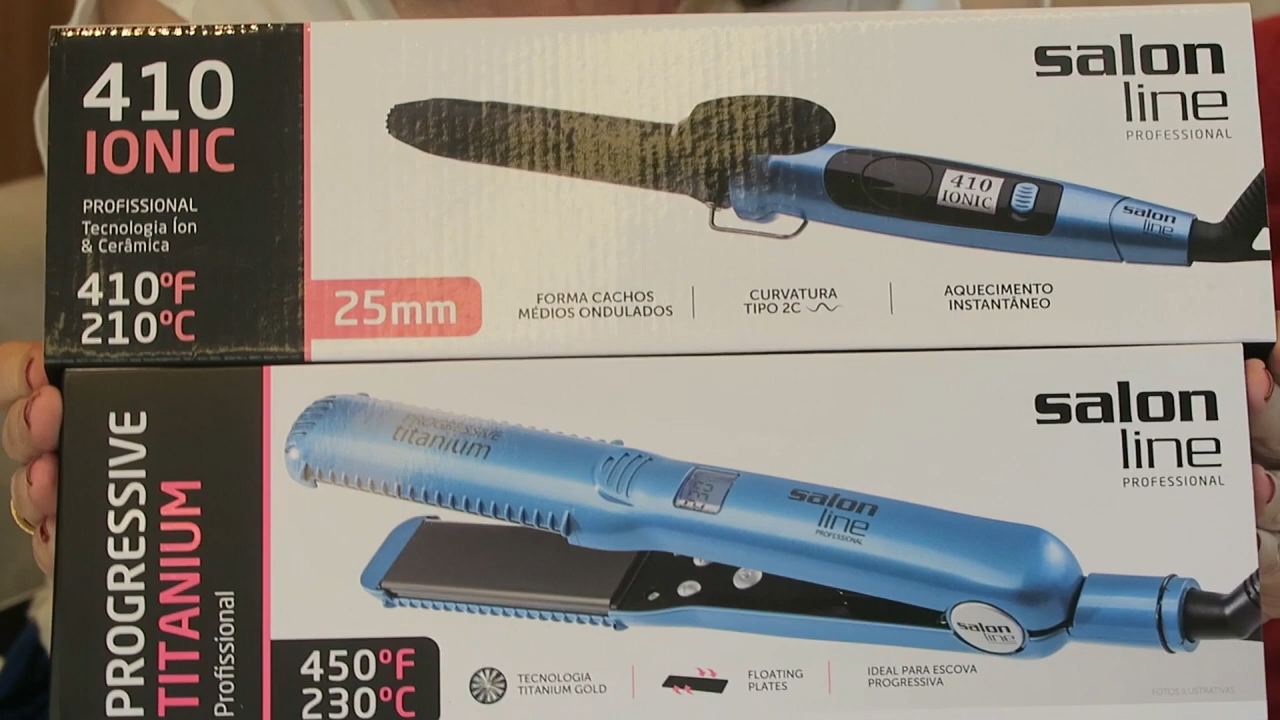 410
IONIC
PROFISSIONAL
Tecnologia Íon
& Cerâmica
410°F
210°C
25mm
FORMA CACHOS
MÉDIOS ONDULADOS
CURVATURA
TIPO 2C
AQUECIMENTO
INSTANTÂNEO
410
IONIC
salon
line
salon
line
PROFESSIONAL
PROGRESSIVE
TITANIUM
Profissional
450°F
230°C
PROGRESSIVE
titanium
salon
line
PROFESSIONAL
salon
line
salon
line
PROFESSIONAL
TECNOLOGIA
TITANIUM GOLD
FLOATING
PLATES
IDEAL PARA ESCOVA
PROGRESSIVA
FOTOS ILUSTRATIVAS